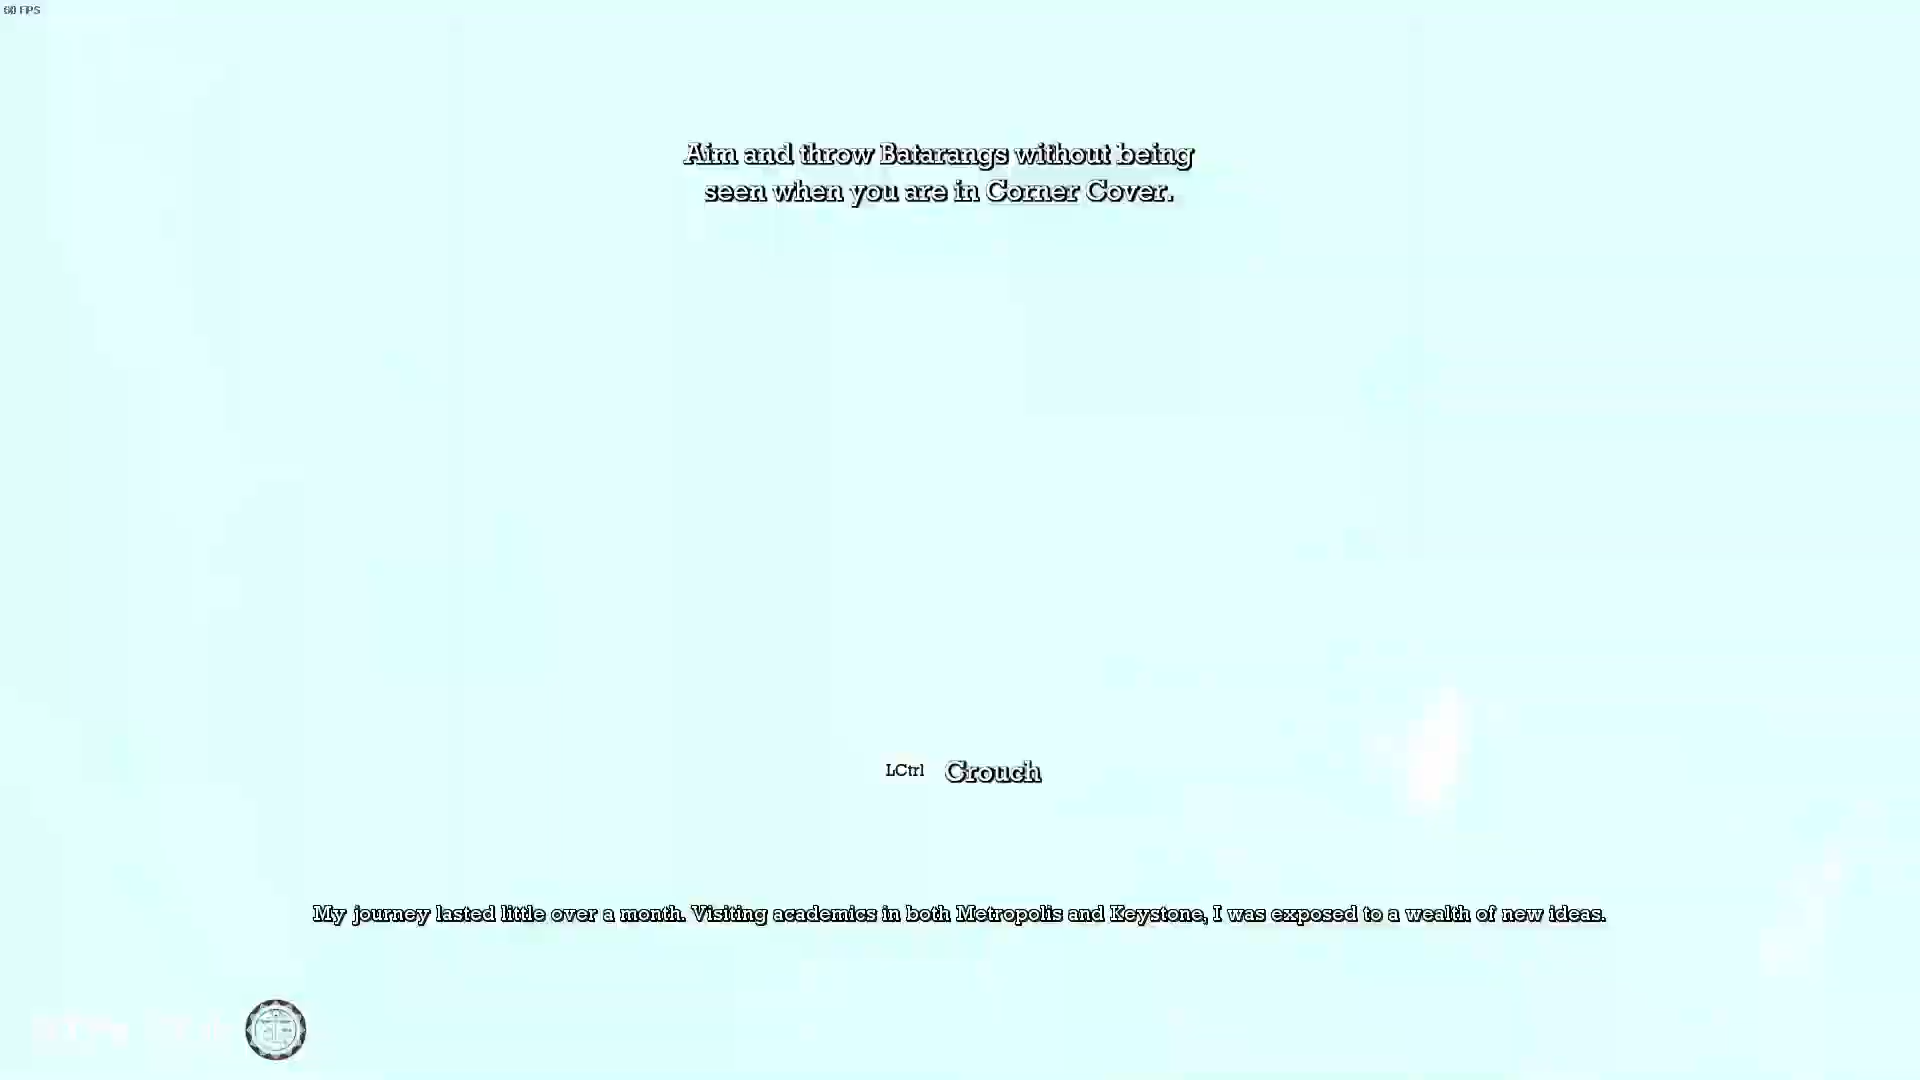 60 FPS
Aim and throw Batarangs without being
seen when you are in Corner Cover.
LCtrl Crouch
My journey lasted little over a month. Visiting academics in both Metropolis and Keystone, I was exposed to a wealth of new ideas.